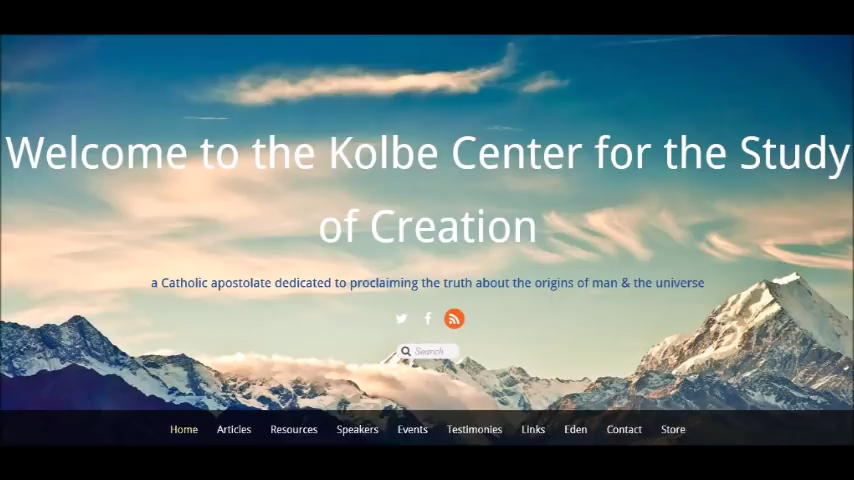 Welcome to the Kolbe Center for the Study
of Creation
a Catholic apostolate dedicated to proclaiming the truth about the origins of man & the universe
Search
Home Articles Resources Speakers Events Testimonies Links Eden Contact Store